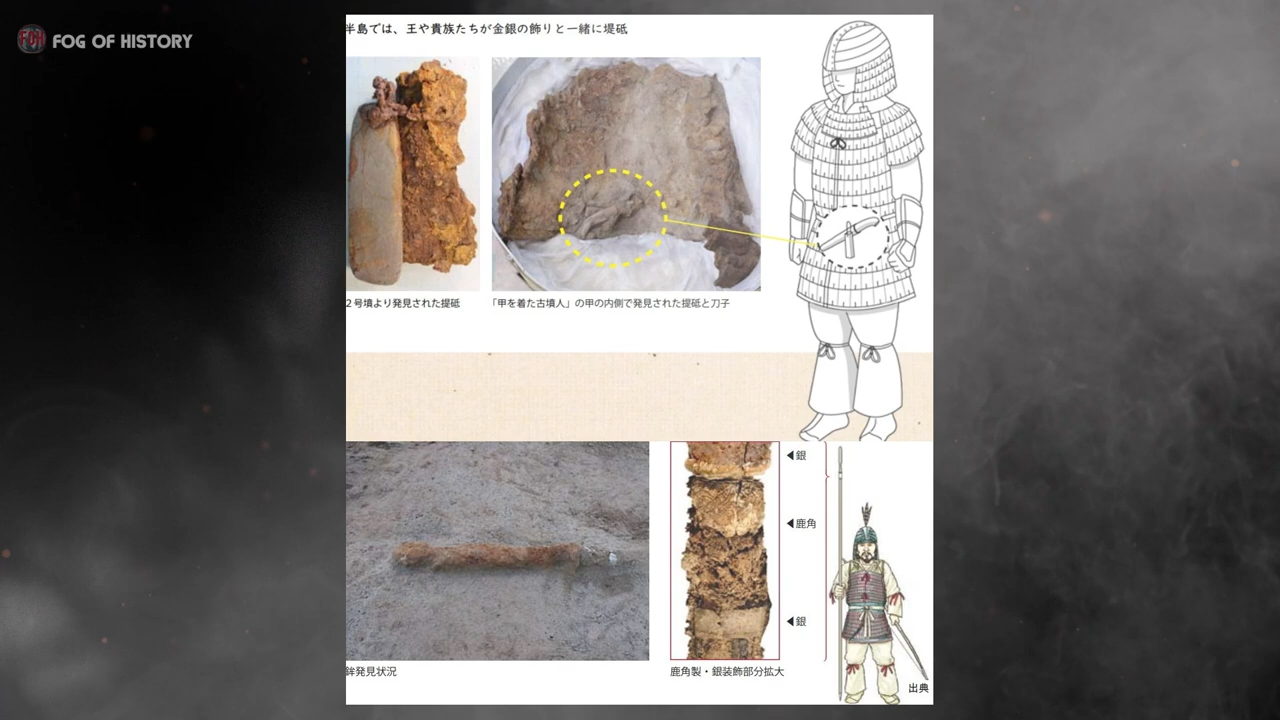 FOH FOG OF HISTORY
半島では、王や貴族たちが金銀の飾りと一緒に堤砥
２号墳より発見された提砥
「甲を着た古墳人」の甲の内側で発見された提砥と刀子
◀銀
◀鹿角
◀銀
鉾発見状況
鹿角製・銀装飾部分拡大
出典